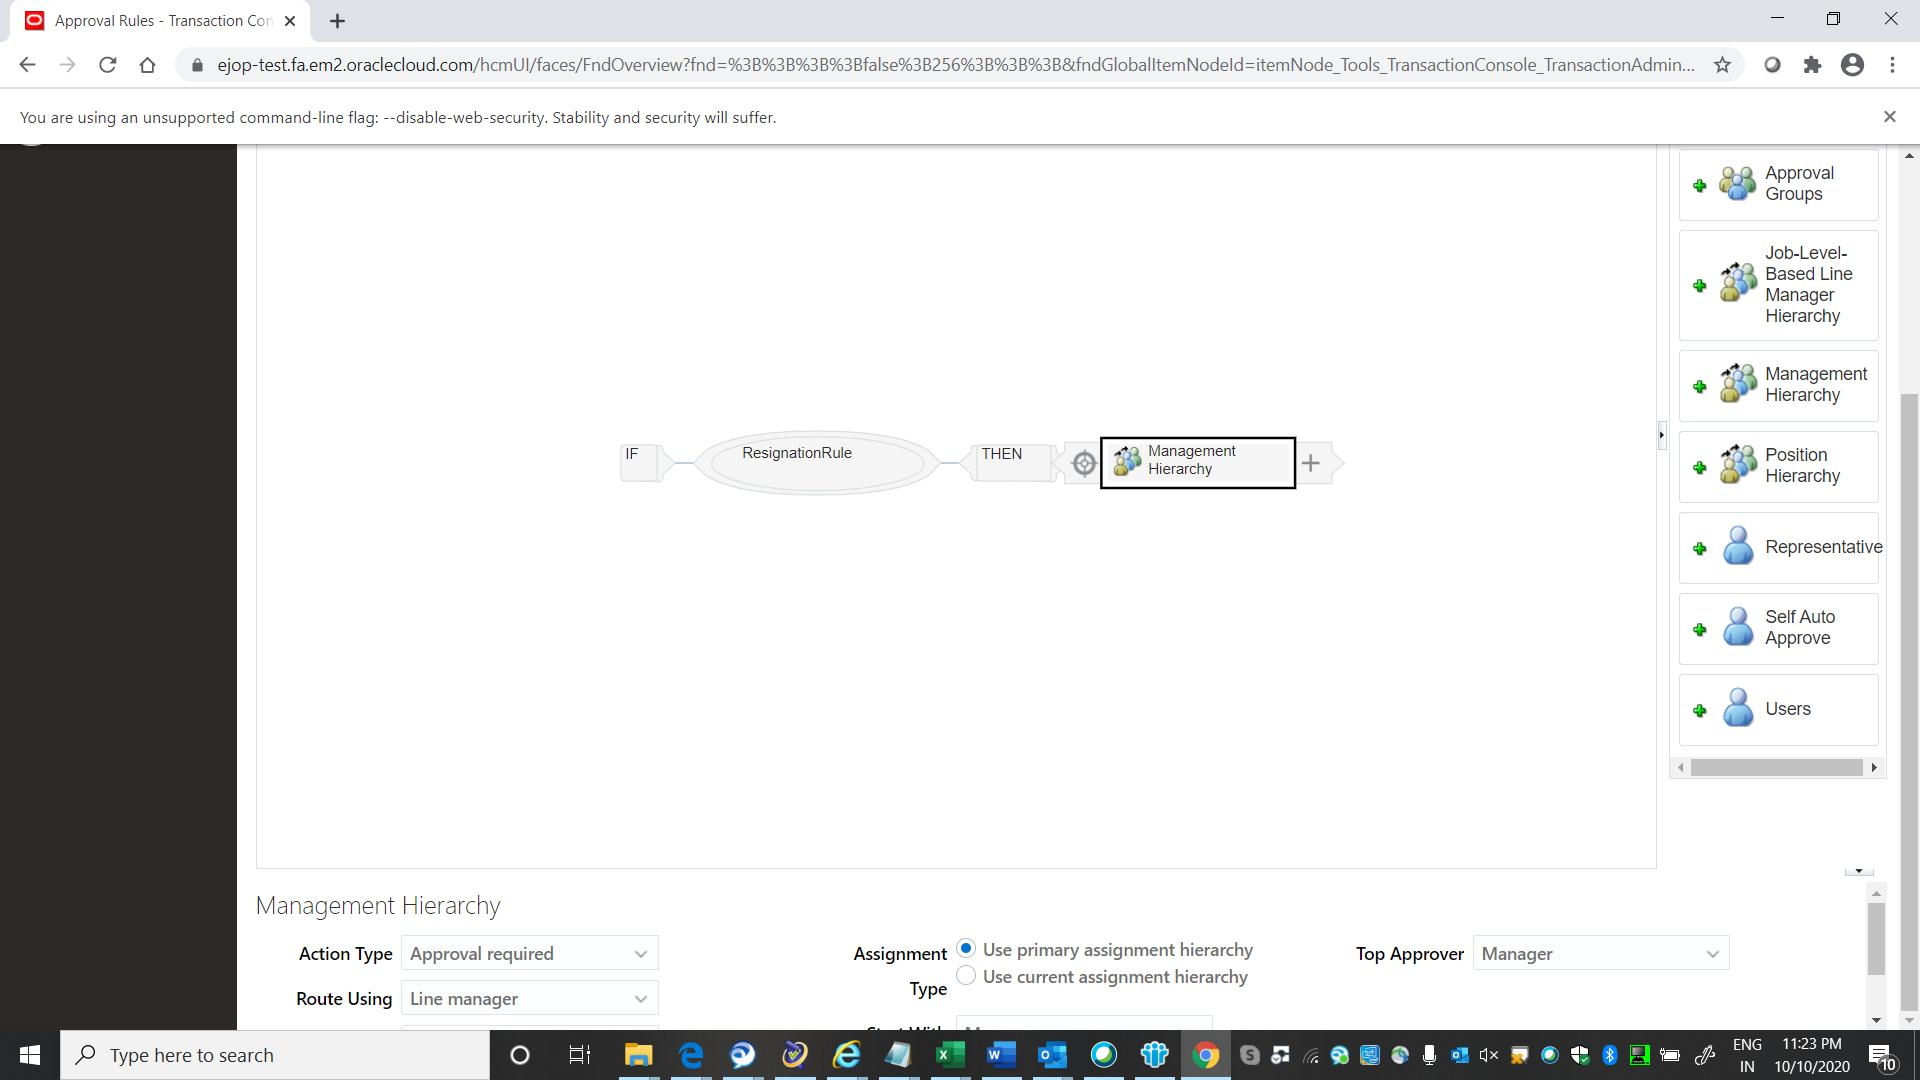 Approval Rules - Transaction Con
ejop-test.fa.em2.oraclecloud.com/hcmUI/faces/FndOverview?fnd=%3B%3B%3B%3Bfalse%3B256%3B%3B%3B&fndGlobalItemNodeId=itemNode_Tools_TransactionConsole_TransactionAdmin...
You are using an unsupported command-line flag: --disable-web-security. Stability and security will suffer.
Approval
Groups
Job-Level-
Based Line
Manager
Hierarchy
Management
Hierarchy
Position
Hierarchy
Representative
Self Auto
Approve
Users
IF
ResignationRule
THEN
Management
Hierarchy
Management Hierarchy
Action Type Approval required
Route Using Line manager
Assignment
Type
Use primary assignment hierarchy
Use current assignment hierarchy
Top Approver Manager
Type here to search
ENG
IN
11:23 PM
10/10/2020
10